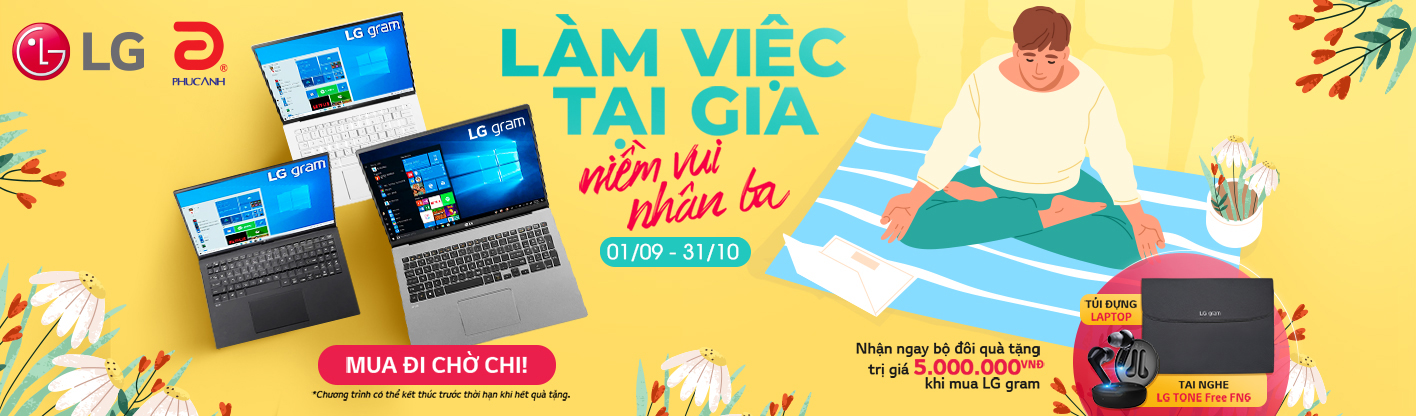 LG
PHUCANH®
LG gram
LG gram
LG gram
LÀM VIỆC
TẠI GIA
niềm vui
nhân ba
01/09 - 31/10
MUA ĐI CHỜ CHI!
*Chương trình có thể kết thúc trước thời hạn khi hết quà tặng.
Nhận ngay bộ đôi quà tặng
trị giá 5.000.000VNĐ
khi mua LG gram
TÚI ĐỰNG
LAPTOP
LG gram
TAI NGHE
LG TONE Free FN6